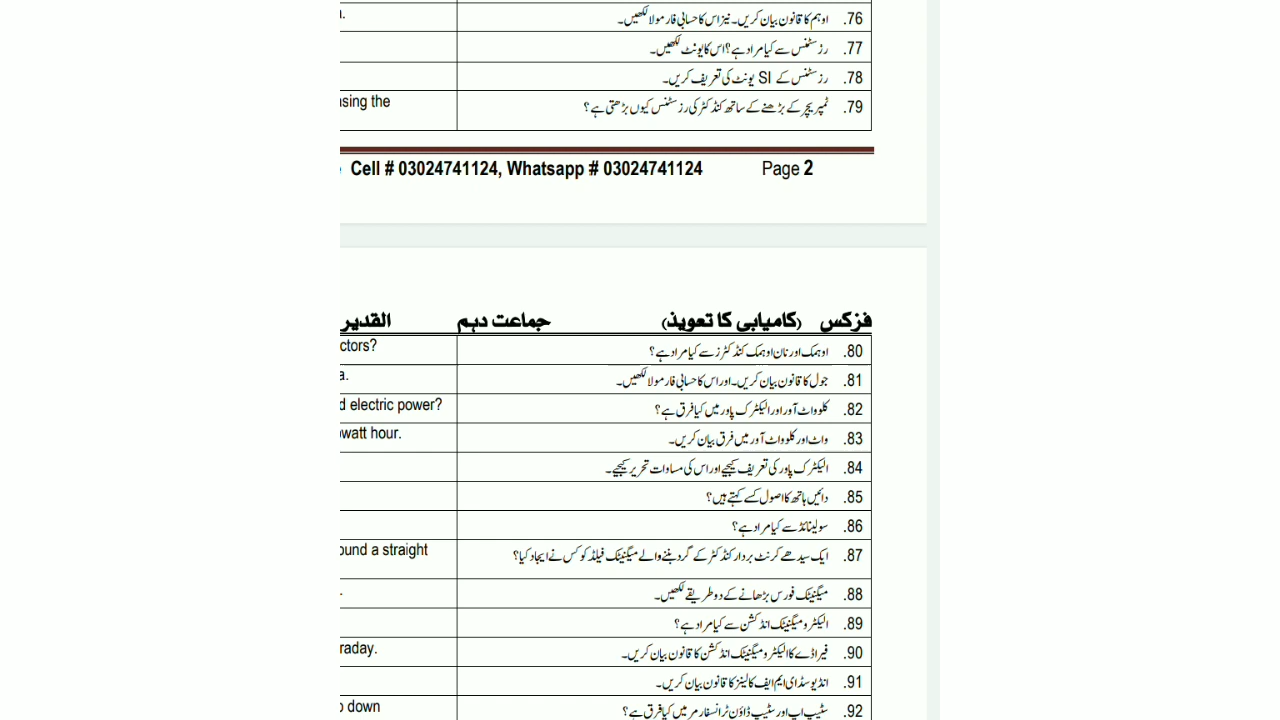 a.
76. اوہم کا قانون بیان کریں۔ نیز اس کا حسابی فارمولا لکھیں۔
77. رزسٹنس سے کیا مراد ہے؟ اس کا یونٹ لکھیں۔
78. رزسٹنس کے SI یونٹ کی تعریف کریں۔
asing the
79. ٹمپریچر کے بڑھنے کے ساتھ کنڈکٹر کی رزسٹنس کیوں بڑھتی ہے؟
Cell # 03024741124, Whatsapp # 03024741124 Page 2
فزکس (کامیابی کا تعویذ) جماعت دہم القدیر
ctors?
80. اوہمک اور نان اوہمک کنڈکٹرز سے کیا مراد ہے؟
a.
81. جول کا قانون بیان کریں۔ اور اس کا حسابی فارمولا لکھیں۔
d electric power?
82. کلوواٹ آور اور الیکٹرک پاور میں کیا فرق ہے؟
watt hour.
83. واٹ اور کلوواٹ آور میں فرق بیان کریں۔
84. الیکٹرک پاور کی تعریف کیجیے اور اس کی مساوات تحریر کیجیے۔
85. دائیں ہاتھ کا اصول کسے کہتے ہیں؟
86. سولینائڈ سے کیا مراد ہے؟
ound a straight
87. ایک سیدھے کرنٹ بردار کنڈکٹر کے گرد بننے والے میگنیٹک فیلڈ کو کس نے ایجاد کیا؟
88. میگنیٹک فورس بڑھانے کے دو طریقے لکھیں۔
89. الیکٹرومیگنیٹک انڈکشن سے کیا مراد ہے؟
raday.
90. فیراڈے کا الیکٹرومیگنیٹک انڈکشن کا قانون بیان کریں۔
91. انڈیوسڈ ای ایم ایف کا لینز کا قانون بیان کریں۔
down
92. سٹیپ اپ اور سٹیپ ڈاؤن ٹرانسفارمر میں کیا فرق ہے؟